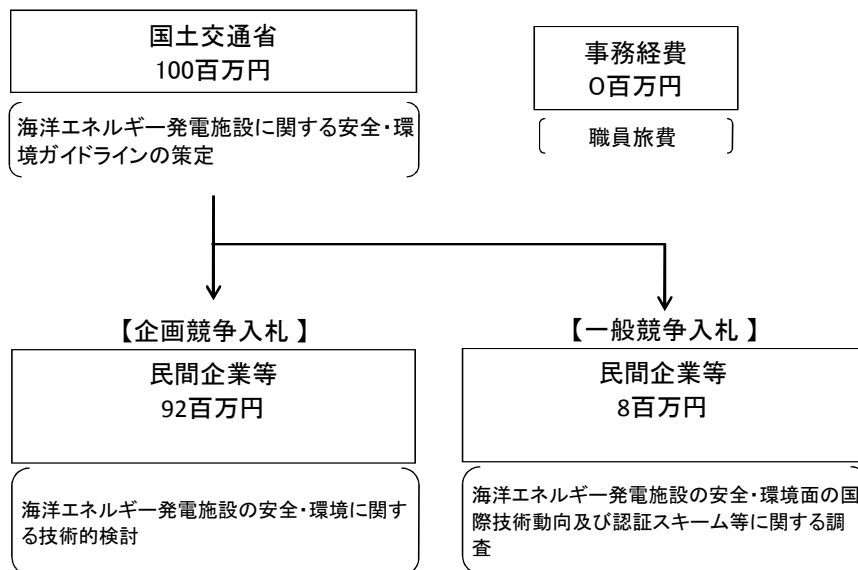 国土交通省
100百万円
海洋エネルギー発電施設に関する安全・環
境ガイドラインの策定
事務経費
0百万円
職員旅費
【企画競争入札 】
民間企業等
92百万円
海洋エネルギー発電施設の安全・環境に関す
る技術的検討
【一般競争入札 】
民間企業等
8百万円
海洋エネルギー発電施設の安全・環境面の国
際技術動向及び認証スキーム等に関する調
査